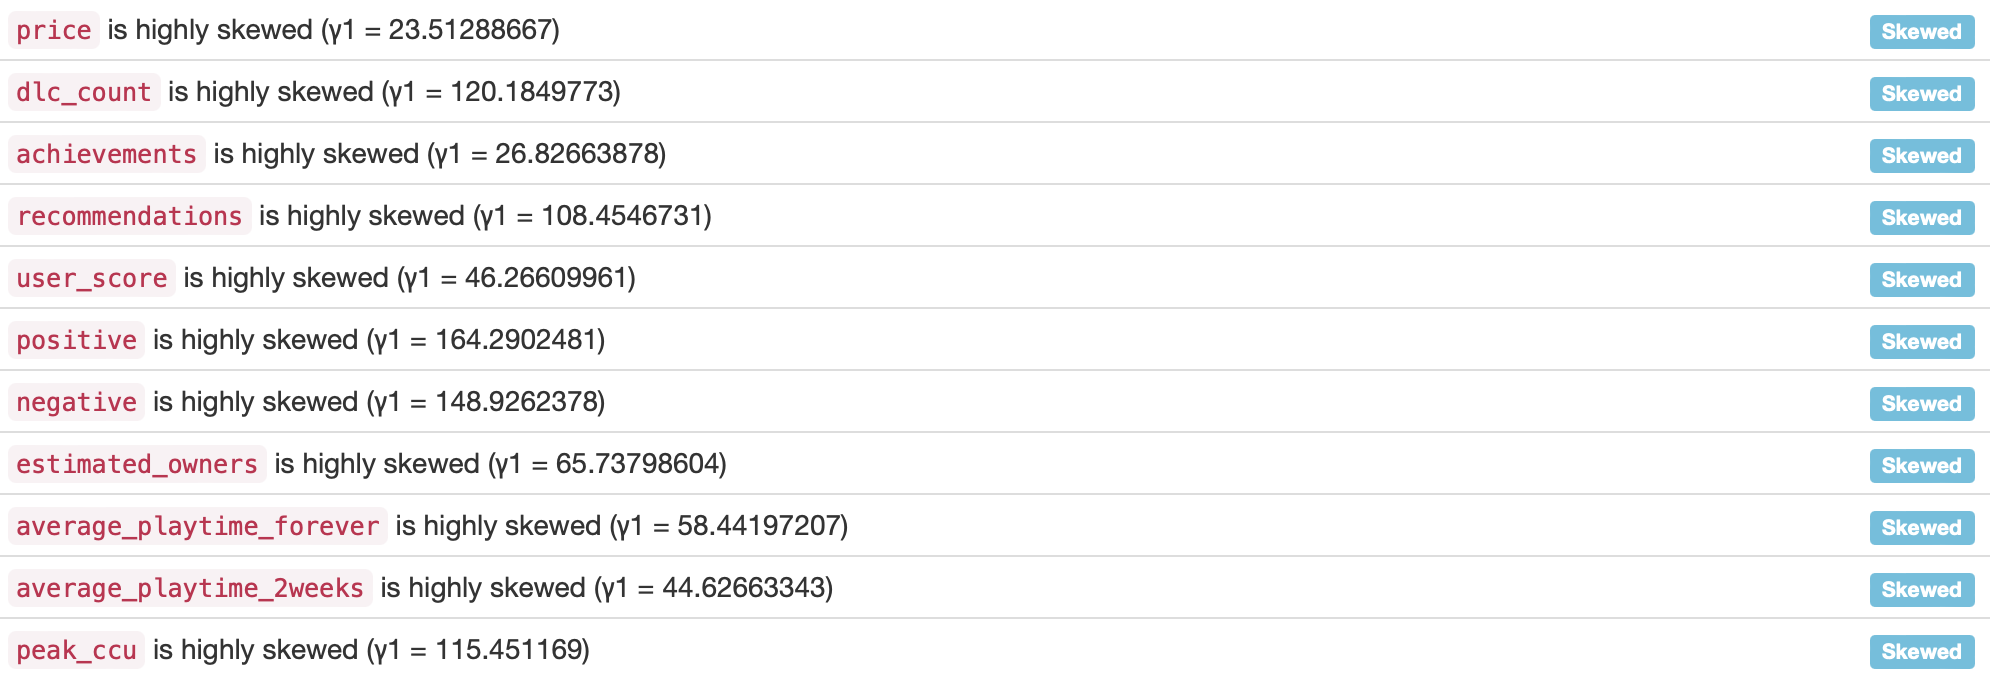 price is highly skewed (γ1 = 23.51288667) Skewed
dlc_count is highly skewed (γ1 = 120.1849773) Skewed
achievements is highly skewed (γ1 = 26.82663878) Skewed
recommendations is highly skewed (γ1 = 108.4546731) Skewed
user_score is highly skewed (γ1 = 46.26609961) Skewed
positive is highly skewed (γ1 = 164.2902481) Skewed
negative is highly skewed (γ1 = 148.9262378) Skewed
estimated_owners is highly skewed (γ1 = 65.73798604) Skewed
average_playtime_forever is highly skewed (γ1 = 58.44197207) Skewed
average_playtime_2weeks is highly skewed (γ1 = 44.62663343) Skewed
peak_ccu is highly skewed (γ1 = 115.451169) Skewed